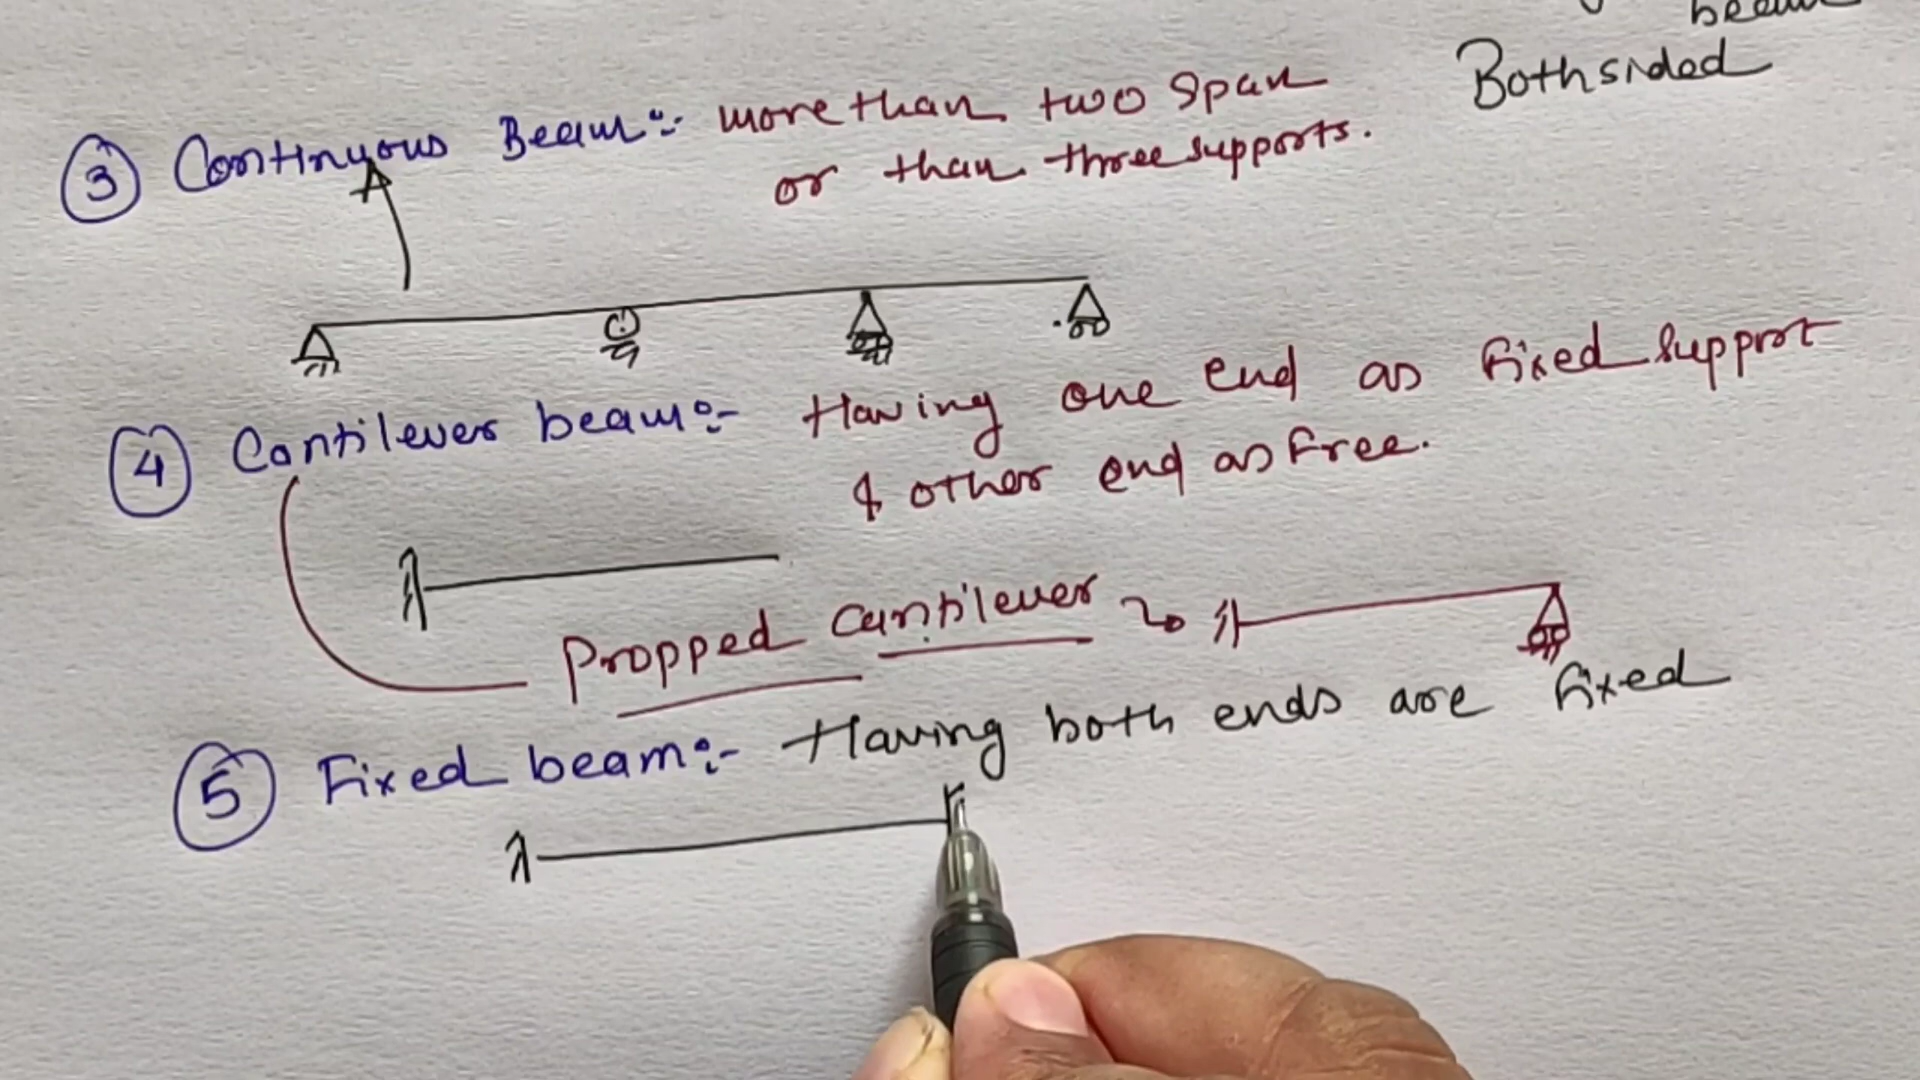 beam
Bothsided
③ Continuous Beam:- more than two span
or than three supports.
④ Cantilever beam:- Having one end as fixed support
& other end as free.
Propped cantilever
⑤ Fixed beam:- Having both ends are fixed